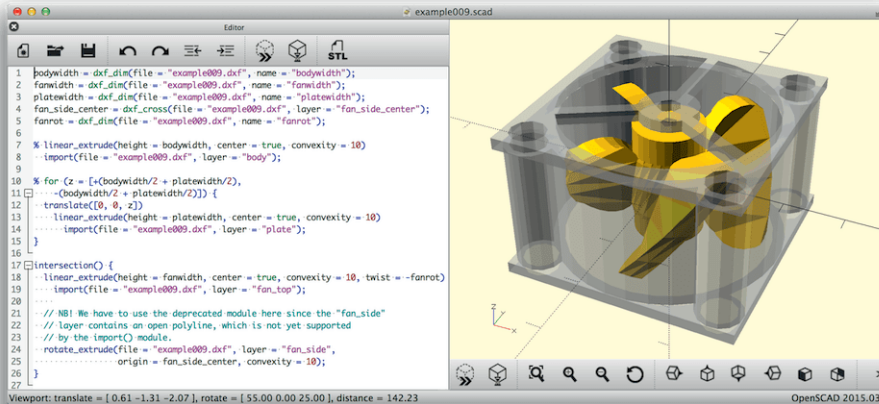 example009.scad
Editor
STL
1 bodywidth = dxf_dim(file = "example009.dxf", name = "bodywidth");
2 fanwidth = dxf_dim(file = "example009.dxf", name = "fanwidth");
3 platewidth = dxf_dim(file = "example009.dxf", name = "platewidth");
4 fan_side_center = dxf_cross(file = "example009.dxf", layer = "fan_side_center");
5 fanrot = dxf_dim(file = "example009.dxf", name = "fanrot");
6
7 % linear_extrude(height = bodywidth, center = true, convexity = 10)
8 import(file = "example009.dxf", layer = "body");
9
10 % for (z = [+(bodywidth/2 + platewidth/2),
11 -(bodywidth/2 + platewidth/2)]) {
12 translate([0, 0, z])
13 linear_extrude(height = platewidth, center = true, convexity = 10)
14 import(file = "example009.dxf", layer = "plate");
15 }
16
17 intersection() {
18 linear_extrude(height = fanwidth, center = true, convexity = 10, twist = -fanrot)
19 import(file = "example009.dxf", layer = "fan_top");
20
21 // NB! We have to use the deprecated module here since the "fan_side"
22 // layer contains an open polyline, which is not yet supported
23 // by the import() module.
24 rotate_extrude(file = "example009.dxf", layer = "fan_side",
25 origin = fan_side_center, convexity = 10);
26 }
27
z
x
Viewport: translate = [ 0.61 -1.31 -2.07 ], rotate = [ 55.00 0.00 25.00 ], distance = 142.23
OpenSCAD 2015.03